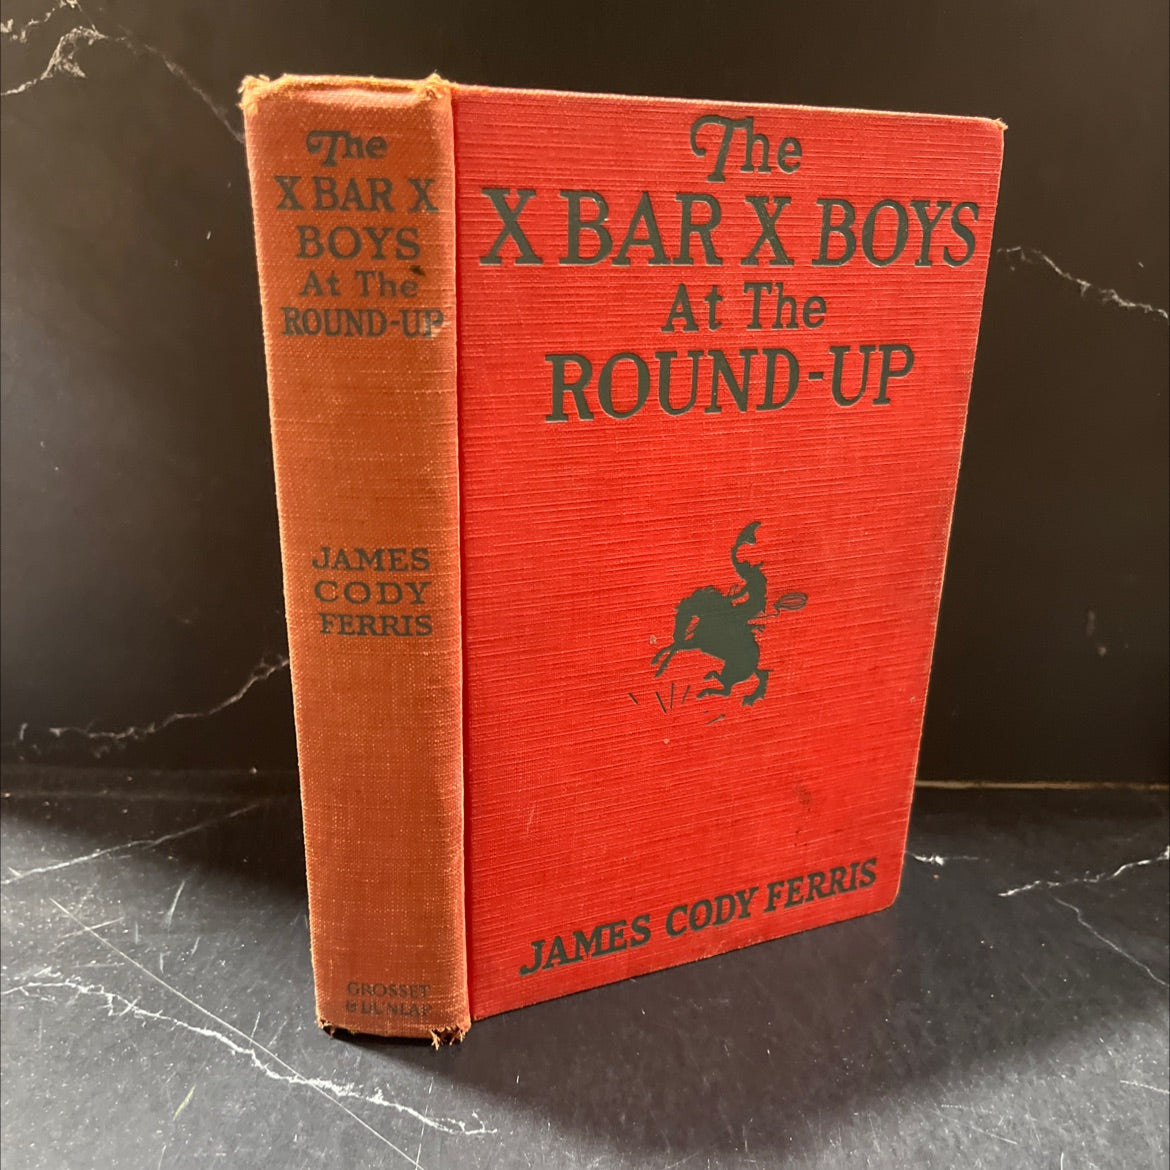 The
X BAR X
BOYS
At The
ROUND-UP
JAMES
CODY
FERRIS
GROSSET
& DUNLAP
The
X BAR X BOYS
At The
ROUND-UP
JAMES CODY FERRIS